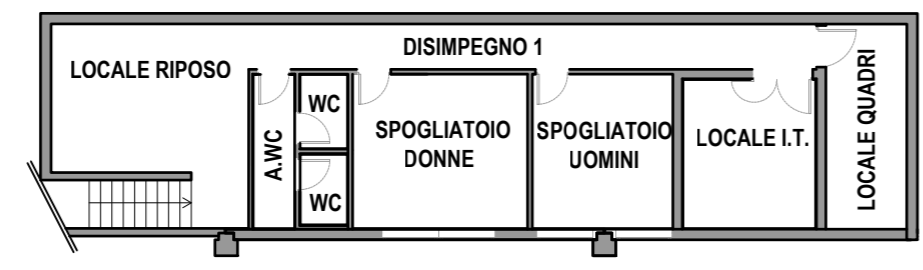 DISIMPEGNO 1
LOCALE RIPOSO
A.WC
WC
WC
SPOGLIATOIO
DONNE
SPOGLIATOIO
UOMINI
LOCALE I.T.
LOCALE QUADRI